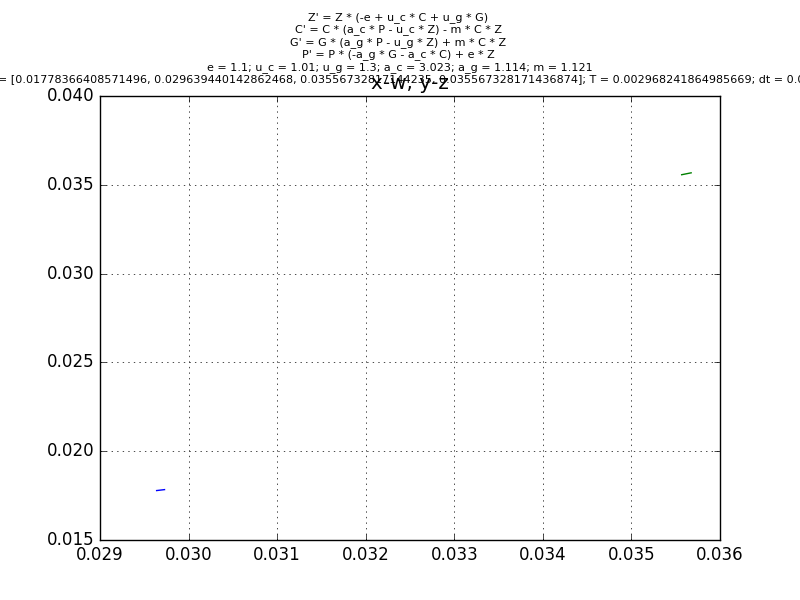 Z' = Z * (-e + u_c * C + u_g * G)
C' = C * (a_c * P - u_c * Z) - m * C * Z
G' = G * (a_g * P - u_g * Z) + m * C * Z
P' = P * (-a_g * G - a_c * C) + e * Z
e = 1.1; u_c = 1.01; u_g = 1.3; a_c = 3.023; a_g = 1.114; m = 1.121
= [0.01778366408571496, 0.029639440142862468, 0.03556732817144235, 0.035567328171436874]; T = 0.002968241864985669; dt = 0.0
x-w, y-z
0.040
0.035
0.030
0.025
0.020
0.015
0.029 0.030 0.031 0.032 0.033 0.034 0.035 0.036